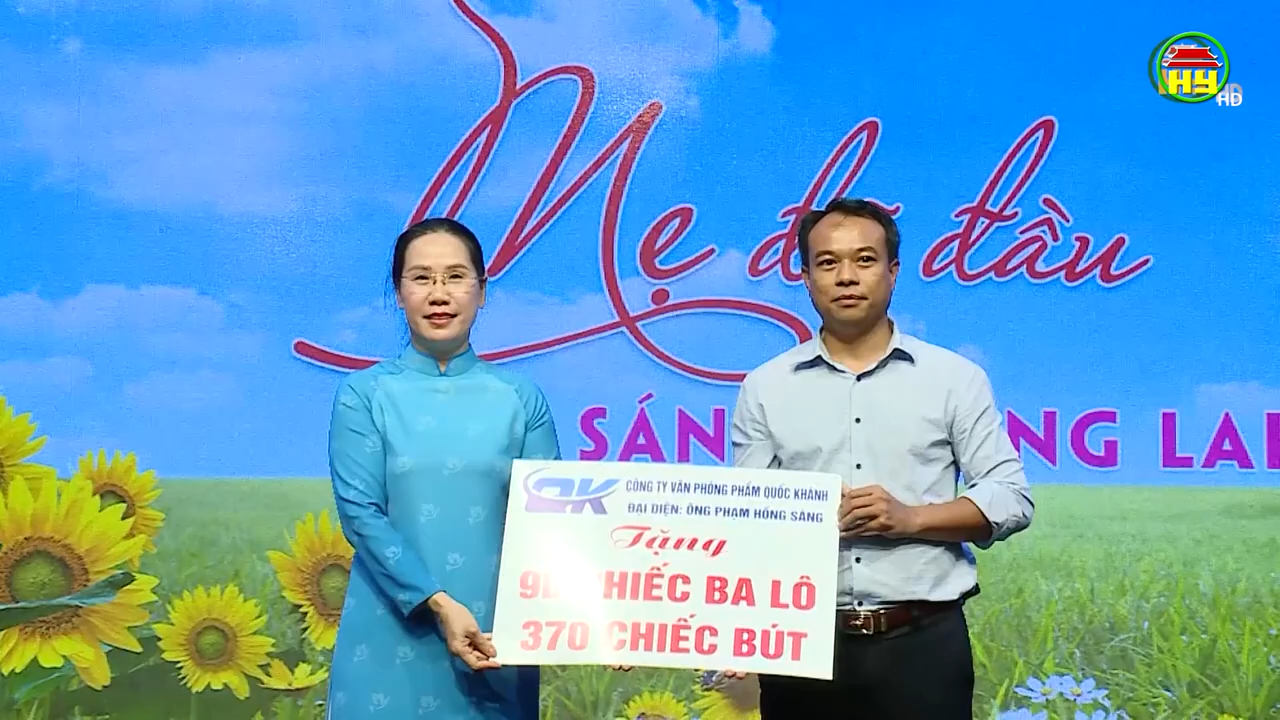 HY
HD
Mẹ đỡ đầu
SÁNG
NG LAI
QK
CÔNG TY VĂN PHÒNG PHẨM QUỐC KHÁNH
ĐẠI DIỆN: ÔNG PHẠM HỒNG SÁNG
Tặng
CHIẾC BA LÔ
370 CHIẾC BÚT